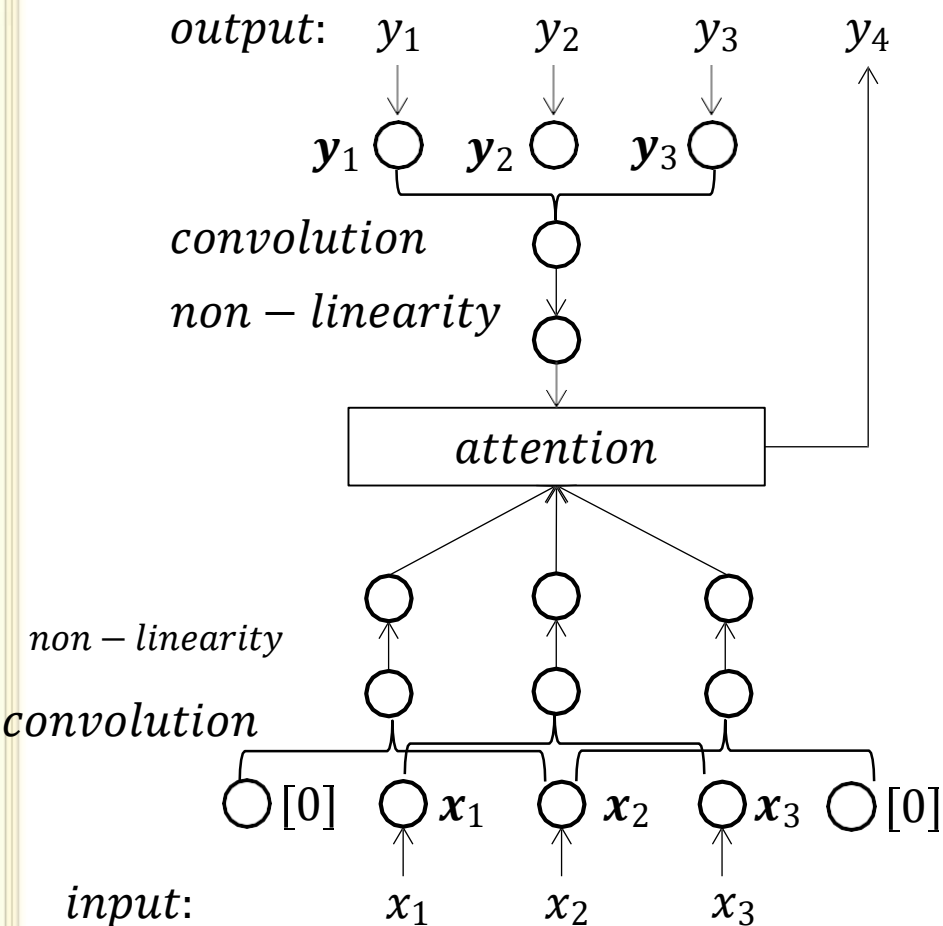 output: y₁ y₂ y₃ y₄
y₁ y₂ y₃
convolution
non − linearity
attention
non − linearity
convolution
[0] x₁ x₂ x₃ [0]
input: x₁ x₂ x₃